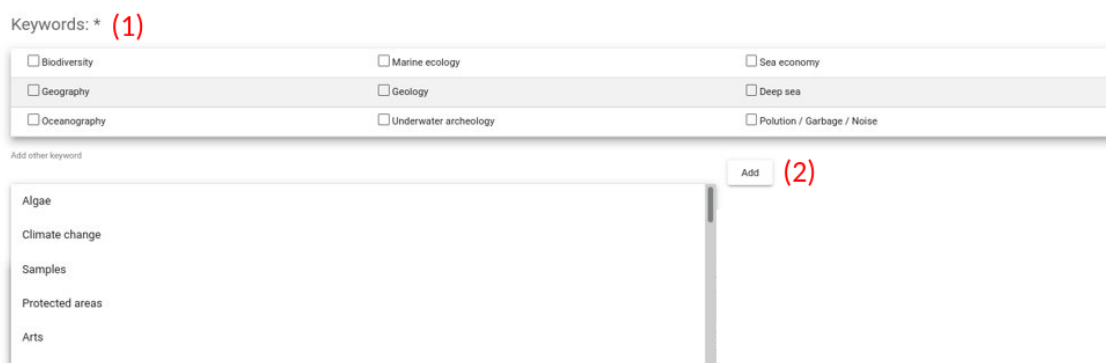 Keywords: * (1)
Biodiversity Marine ecology Sea economy
Geography Geology Deep sea
Oceanography Underwater archeology Polution / Garbage / Noise
Add other keyword
Add (2)
Algae
Climate change
Samples
Protected areas
Arts